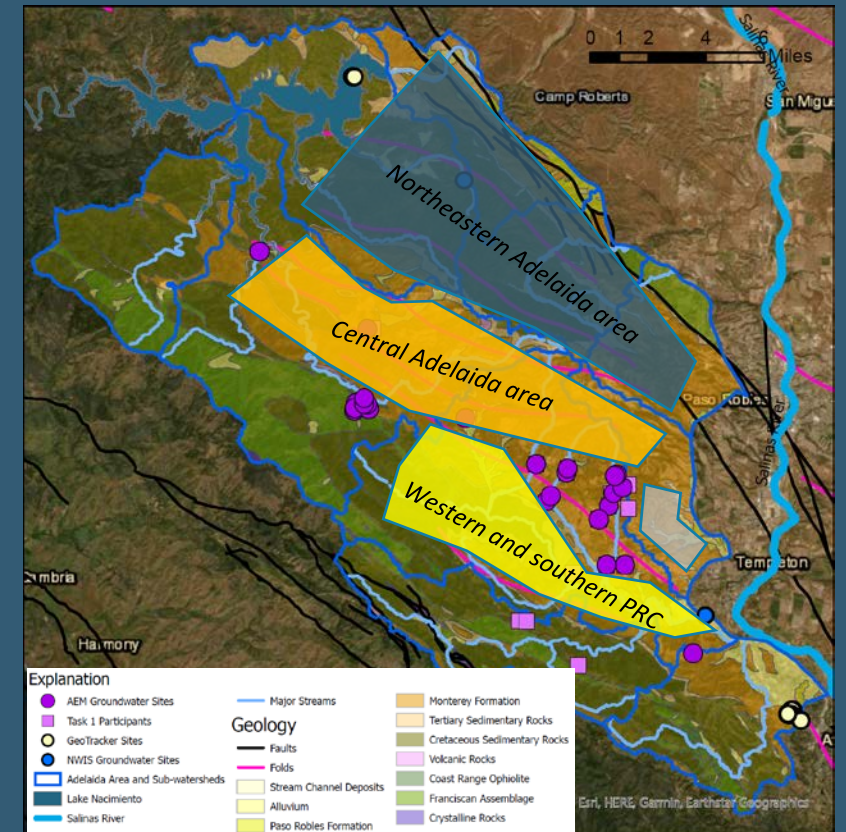 0 1 2 4 6
Miles
Salinas River
Camp Roberts
San Migu
Northeastern Adelaida area
Central Adelaida area
Paso Robles
Salinas River
Western and southern PRC
Templeton
ambria
Harmony
A
Explanation
AEM Groundwater Sites
Task 1 Participants
GeoTracker Sites
NWIS Groundwater Sites
Adelaida Area and Sub-watersheds
Lake Nacimiento
Salinas River
Major Streams
Geology
Faults
Folds
Stream Channel Deposits
Alluvium
Paso Robles Formation
Monterey Formation
Tertiary Sedimentary Rocks
Cretaceous Sedimentary Rocks
Volcanic Rocks
Coast Range Ophiolite
Franciscan Assemblage
Crystalline Rocks
Esri, HERE, Garmin, Earthstar Geographics